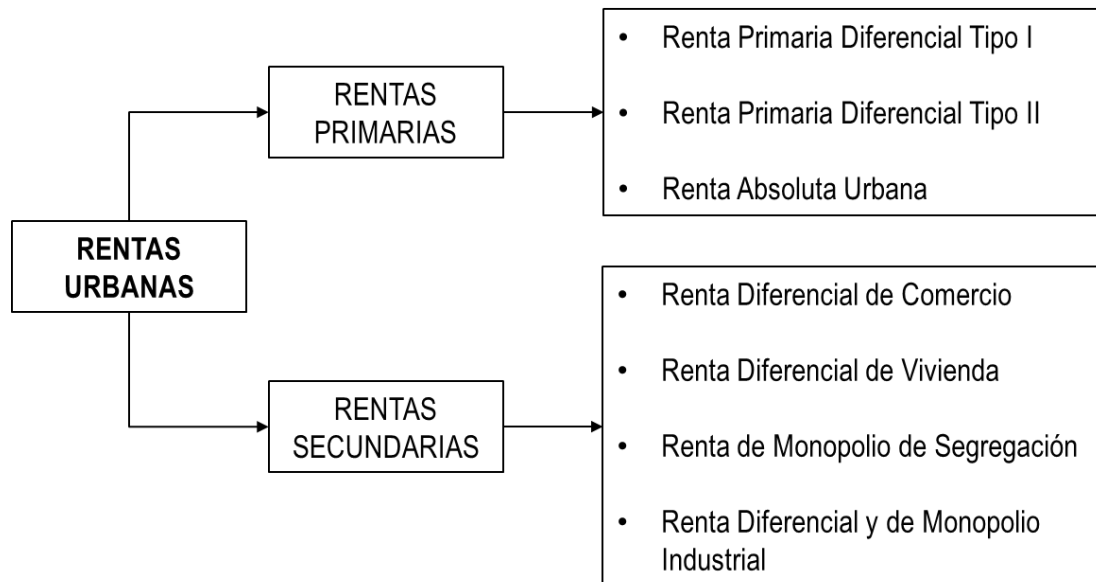 RENTAS
URBANAS
RENTAS
PRIMARIAS
• Renta Primaria Diferencial Tipo I
• Renta Primaria Diferencial Tipo II
• Renta Absoluta Urbana
RENTAS
SECUNDARIAS
• Renta Diferencial de Comercio
• Renta Diferencial de Vivienda
• Renta de Monopolio de Segregación
• Renta Diferencial y de Monopolio
Industrial